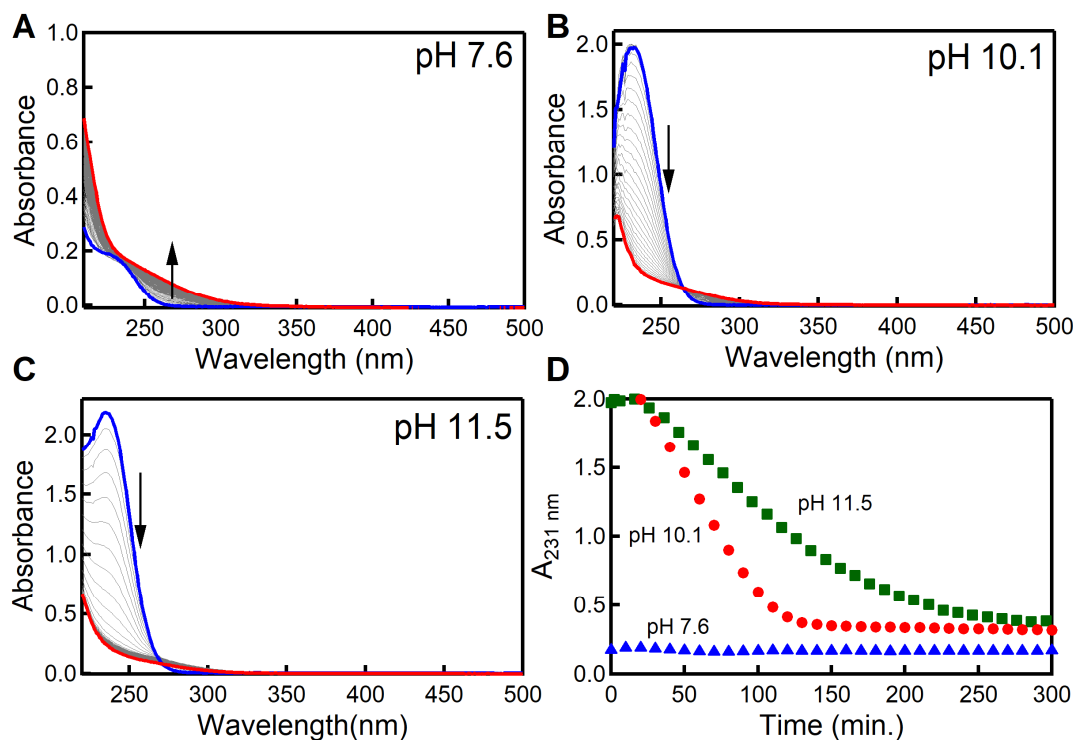 A
pH 7.6
Absorbance
1.0
0.8
0.6
0.4
0.2
0.0
250 300 350 400 450 500
Wavelength (nm)
B
pH 10.1
Absorbance
2.0
1.5
1.0
0.5
0.0
250 300 350 400 450 500
Wavelength (nm)
C
pH 11.5
Absorbance
2.0
1.5
1.0
0.5
0.0
250 300 350 400 450 500
Wavelength(nm)
D
A231 nm
2.0
1.5
1.0
0.5
0.0
pH 11.5
pH 10.1
pH 7.6
0 50 100 150 200 250 300
Time (min.)